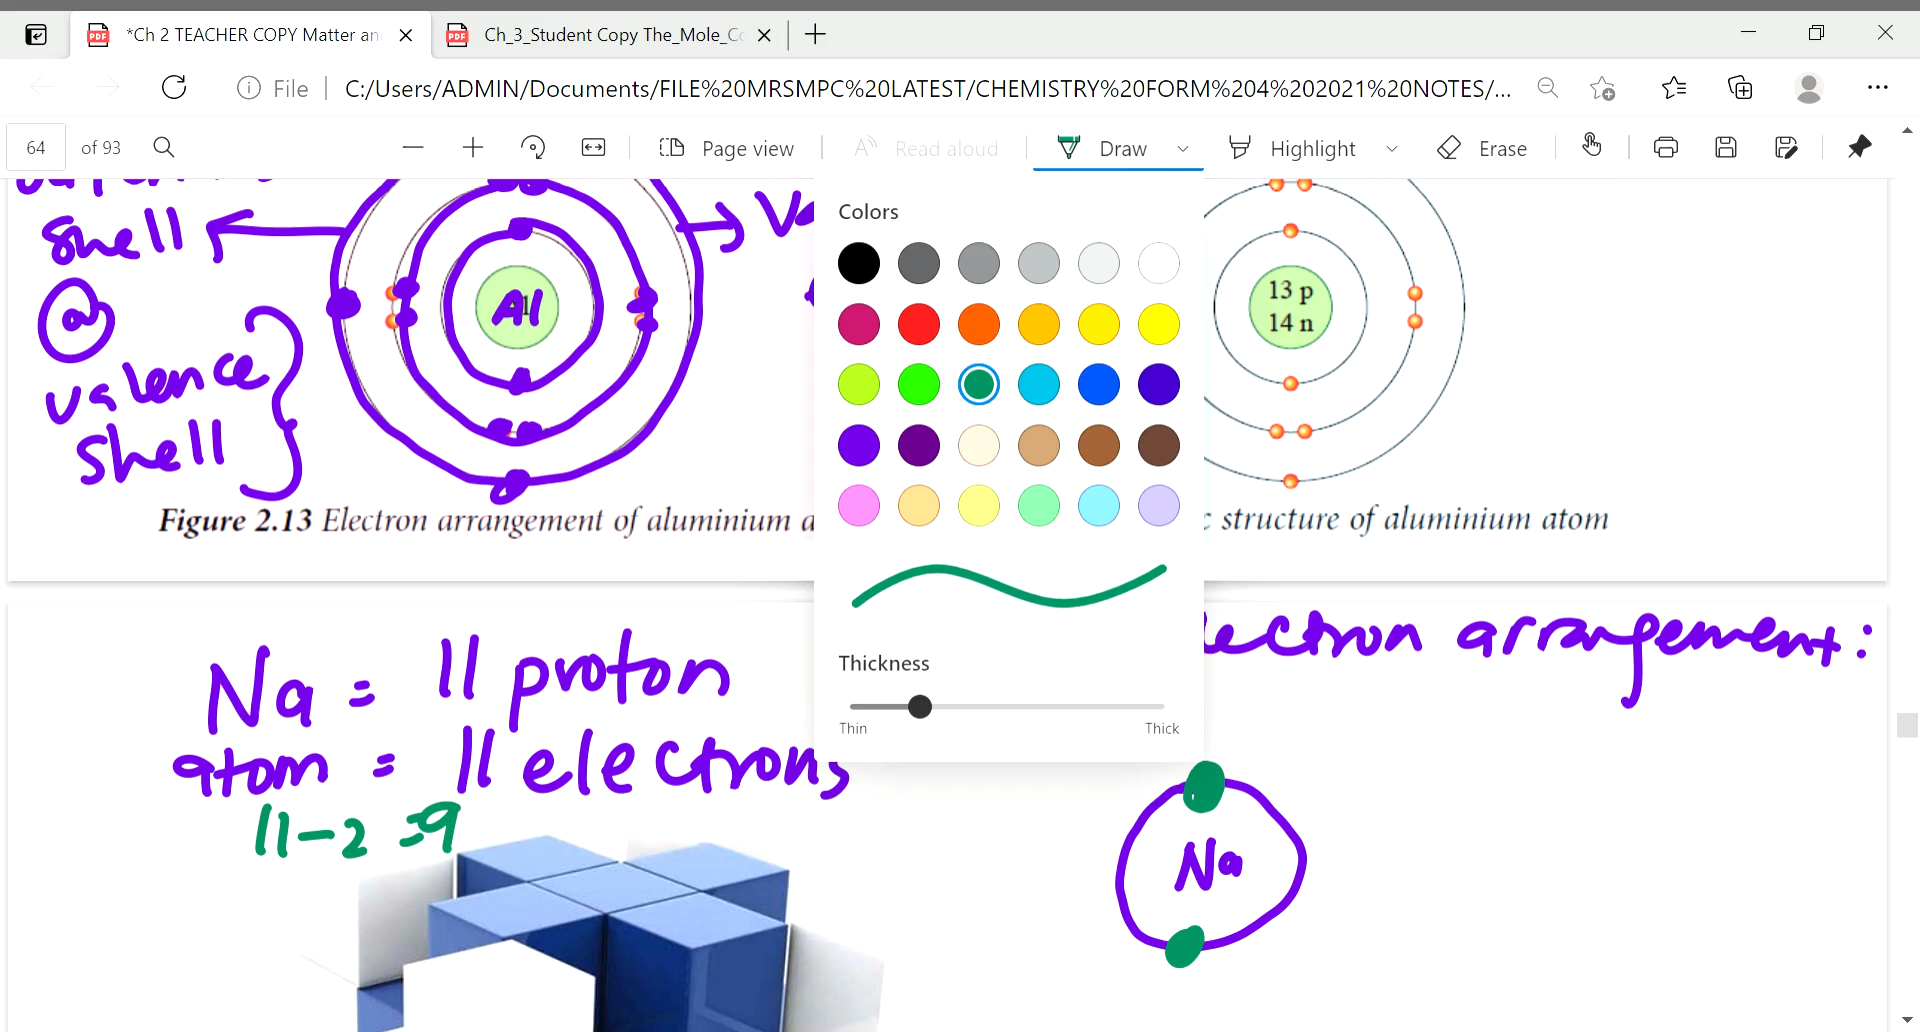 *Ch 2 TEACHER COPY Matter an
Ch_3_Student Copy The_Mole_Co
File
C:/Users/ADMIN/Documents/FILE%20MRSMPC%20LATEST/CHEMISTRY%20FORM%204%202021%20NOTES/...
64 of 93
Page view
Read aloud
Draw
Highlight
Erase
shell
@
valence
shell
Al
Figure 2.13 Electron arrangement of aluminium a
Colors
Thickness
Thin Thick
13 p
14 n
structure of aluminium atom
Na = 11 proton
atom = 11 electrons
11-2=9
ectron arrangement:
Na